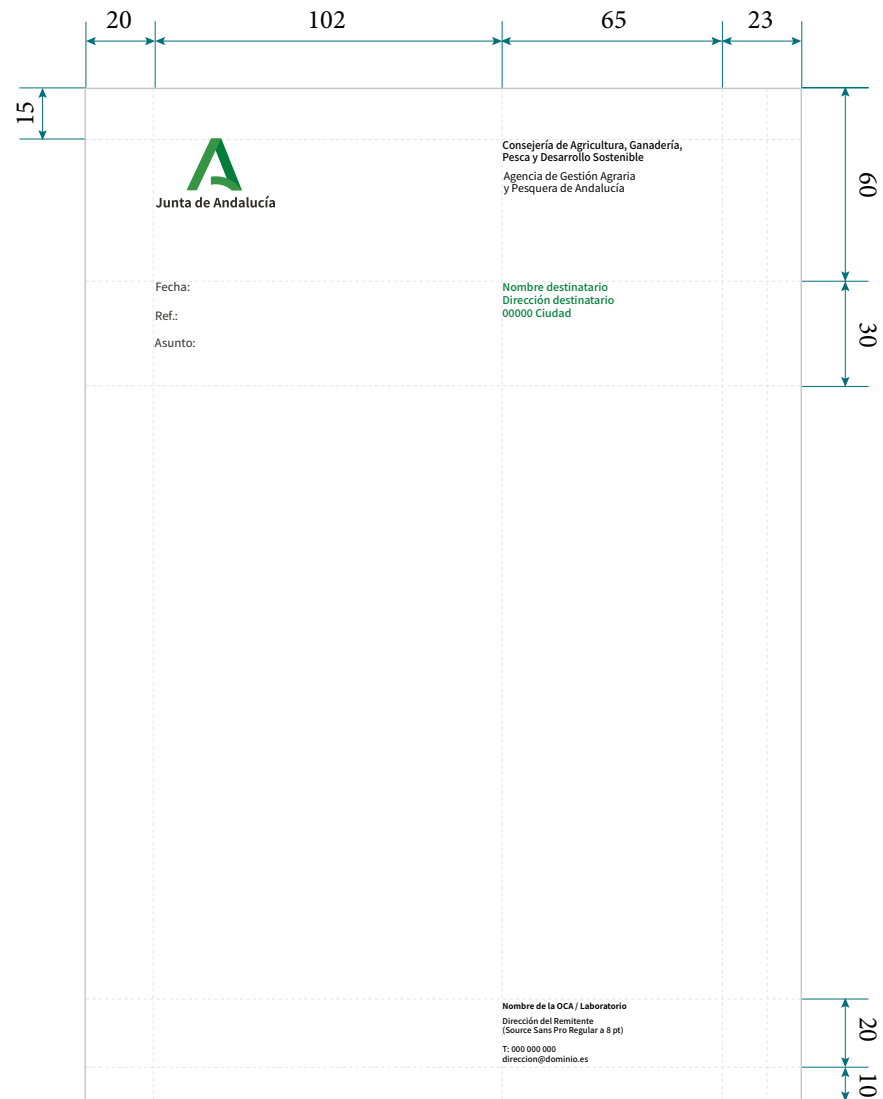 20
102
65
23
15
60
Consejería de Agricultura, Ganadería,
Pesca y Desarrollo Sostenible
Agencia de Gestión Agraria
y Pesquera de Andalucía
Junta de Andalucía
Fecha:
Ref.:
Asunto:
Nombre destinatario
Dirección destinatario
00000 Ciudad
30
Nombre de la OCA / Laboratorio
Dirección del Remitente
(Source Sans Pro Regular a 8 pt)
T: 000 000 000
direccion@dominio.es
20
10